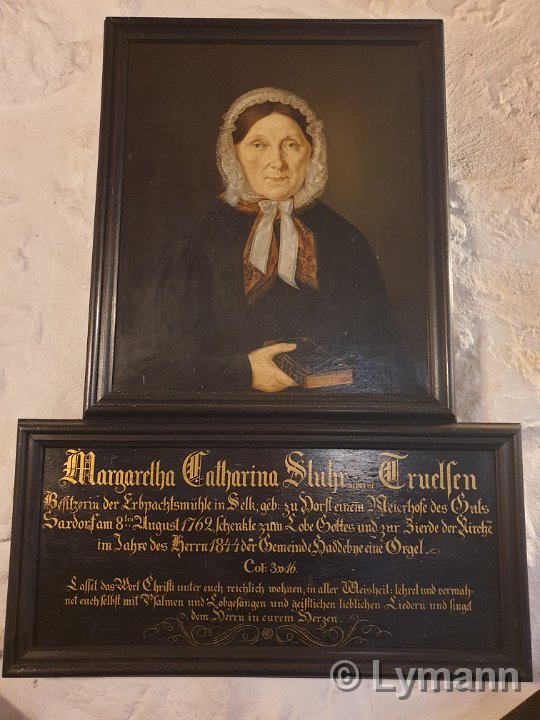 Margaretha Catharina Stuhr geborne Truelsen
Besitzerin der Erbpachtsmühle in Selk, geb: zu Horst einem Meierhofe des Guts
Saxdorf am 8ten August 1762, schenkte zum Lobe Gottes und zur Zierde der Kirche
im Jahre des Herrn 1844 der Gemeinde Haddebye eine Orgel.
Col: 3. v. 16.
Lasset das Wort Christi unter euch reichlich wohnen, in aller Weisheit: lehret und vermah-
net euch selbst mit Psalmen und Lobgesängen und geistlichen lieblichen Liedern und singet
dem Herrn in eurem Herzen.
© Lymann